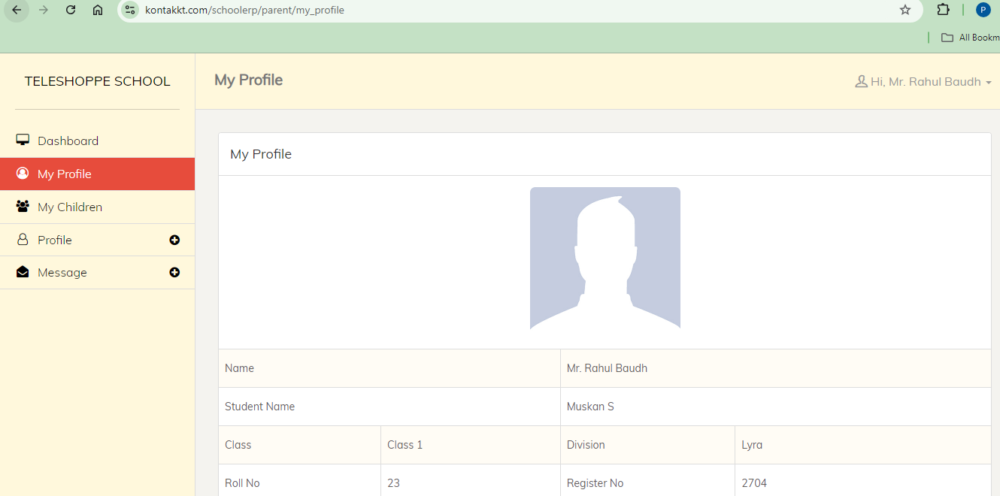 kontakkt.com/schoolerp/parent/my_profile
P
All Bookm
TELESHOPPE SCHOOL
My Profile
Hi, Mr. Rahul Baudh
Dashboard
My Profile
My Children
Profile
Message
My Profile
Name Mr. Rahul Baudh
Student Name Muskan S
Class Class 1 Division Lyra
Roll No 23 Register No 2704